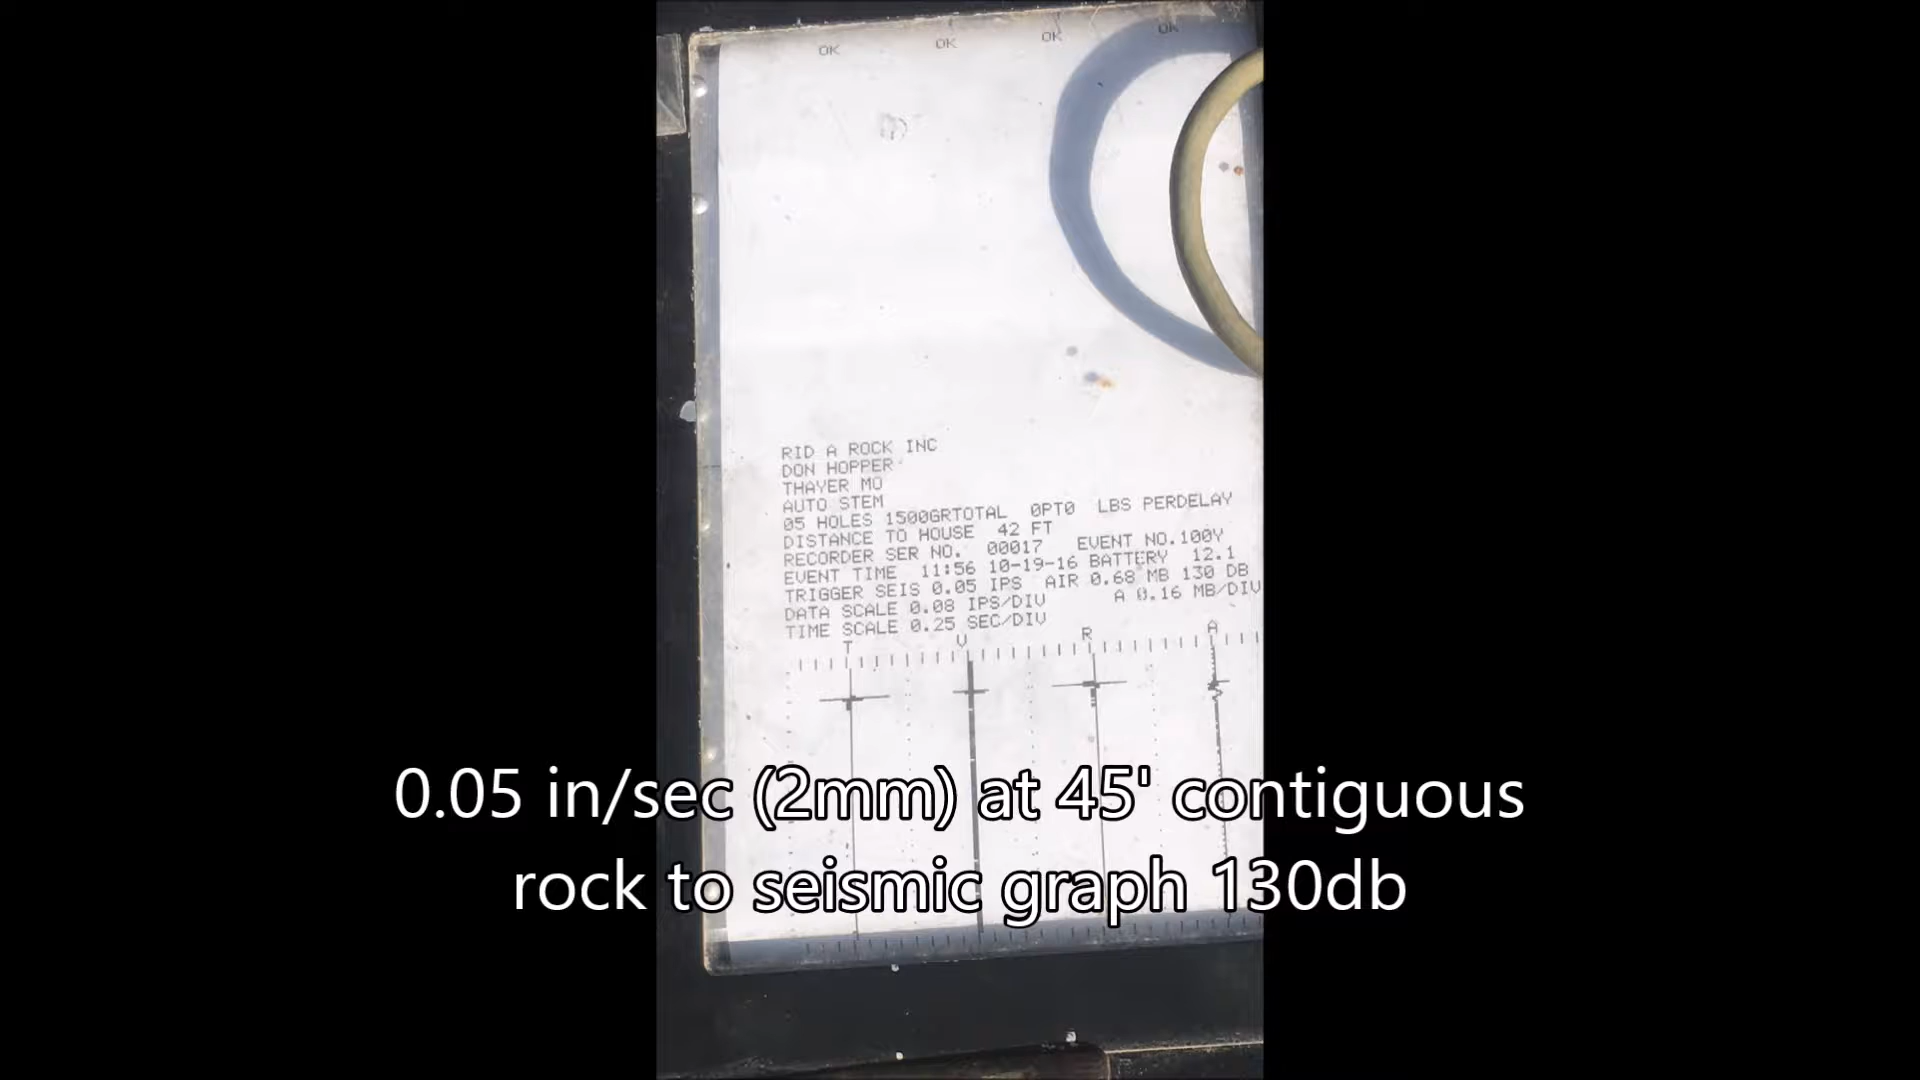 OK OK OK OK
RID A ROCK INC
DON HOPPER
THAYER MO
AUTO STEM
05 HOLES 1500GRTOTAL 0PT0 LBS PERDELAY
DISTANCE TO HOUSE 42 FT
RECORDER SER NO. 00017 EVENT NO.100Y
EVENT TIME 11:56 10-19-16 BATTERY 12.1
TRIGGER SEIS 0.05 IPS AIR 0.68 MB 130 DB
DATA SCALE 0.08 IPS/DIV A 0.16 MB/DIV
TIME SCALE 0.25 SEC/DIV
T V R A
0.05 in/sec (2mm) at 45' contiguous
rock to seismic graph 130db